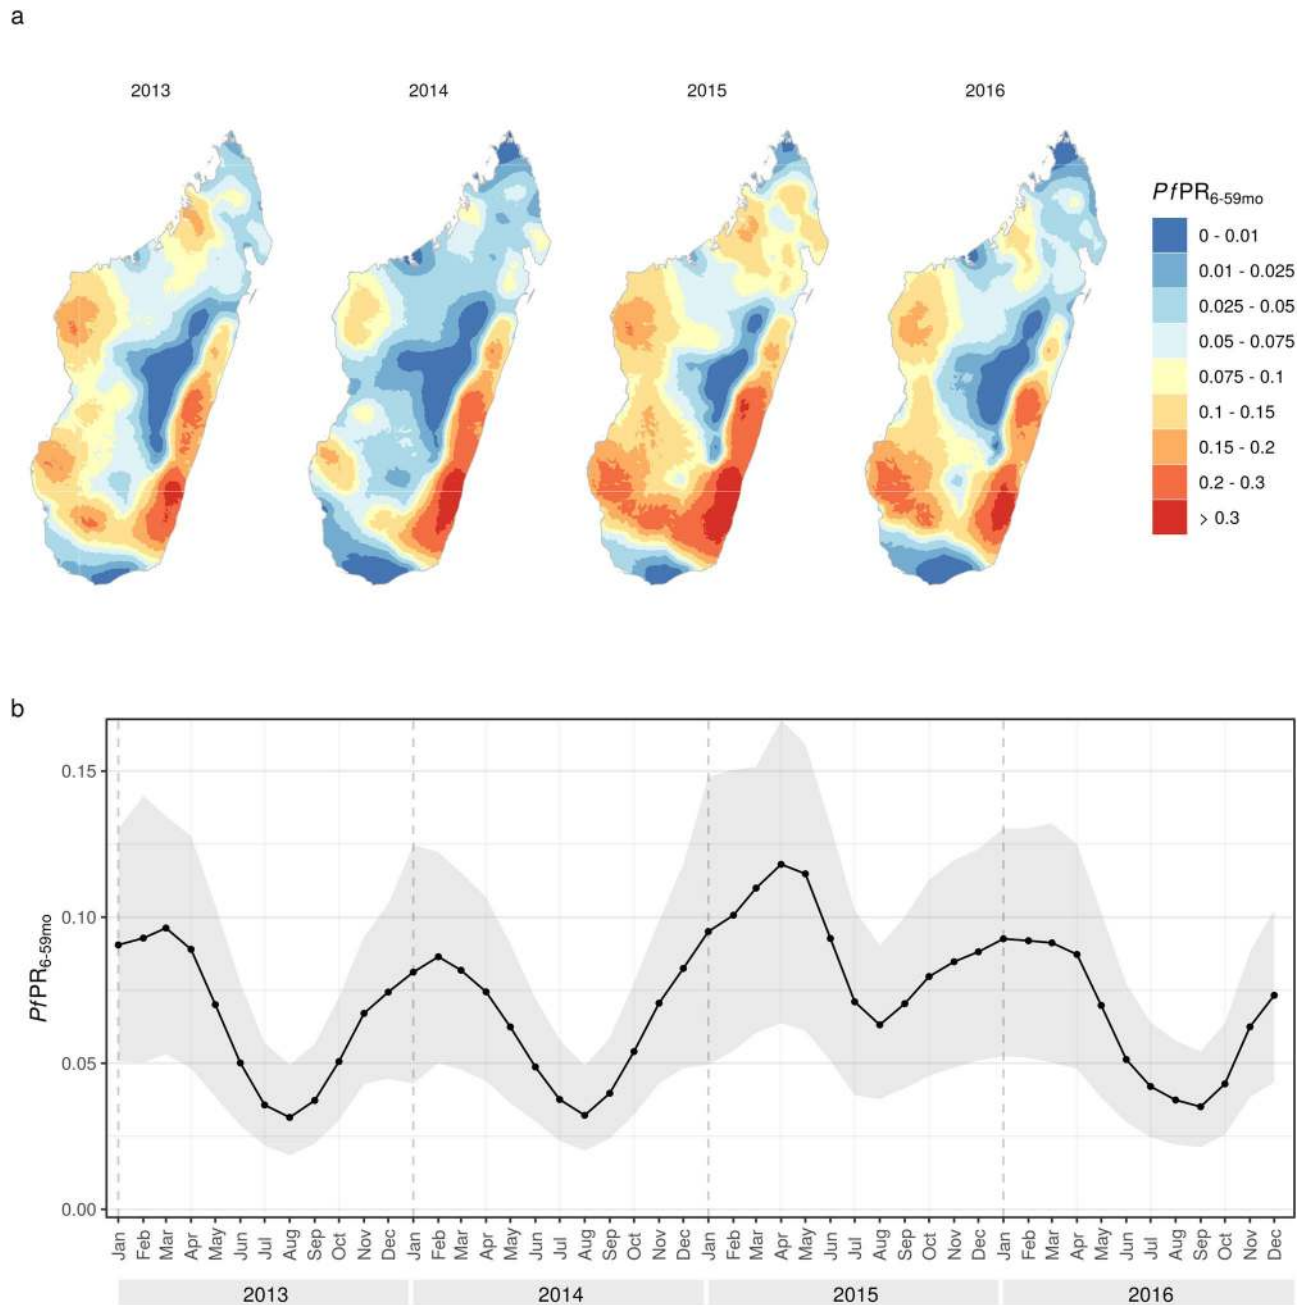 a
2013 2014 2015 2016
PfPR6-59mo
0 - 0.01
0.01 - 0.025
0.025 - 0.05
0.05 - 0.075
0.075 - 0.1
0.1 - 0.15
0.15 - 0.2
0.2 - 0.3
> 0.3
b
PfPR6-59mo
0.15
0.10
0.05
0.00
Jan Feb Mar Apr May Jun Jul Aug Sep Oct Nov Dec Jan Feb Mar Apr May Jun Jul Aug Sep Oct Nov Dec Jan Feb Mar Apr May Jun Jul Aug Sep Oct Nov Dec Jan Feb Mar Apr May Jun Jul Aug Sep Oct Nov Dec
2013 2014 2015 2016